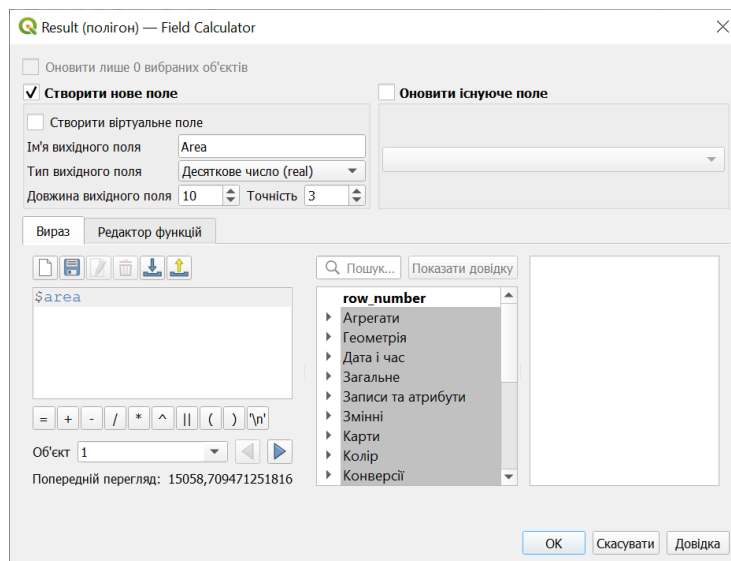 Result (полігон) — Field Calculator
Оновити лише 0 вибраних об'єктів
Створити нове поле
Оновити існуюче поле
Створити віртуальне поле
Ім'я вихідного поля Area
Тип вихідного поля Десяткове число (real)
Довжина вихідного поля 10 Точність 3
Вираз Редактор функцій
Пошук... Показати довідку
$area
row_number
Агрегати
Геометрія
Дата і час
Загальне
Записи та атрибути
Змінні
Карти
Колір
Конверсії
= + - / * ^ || ( ) '\n'
Об'єкт 1
Попередній перегляд: 15058,709471251816
OK Скасувати Довідка